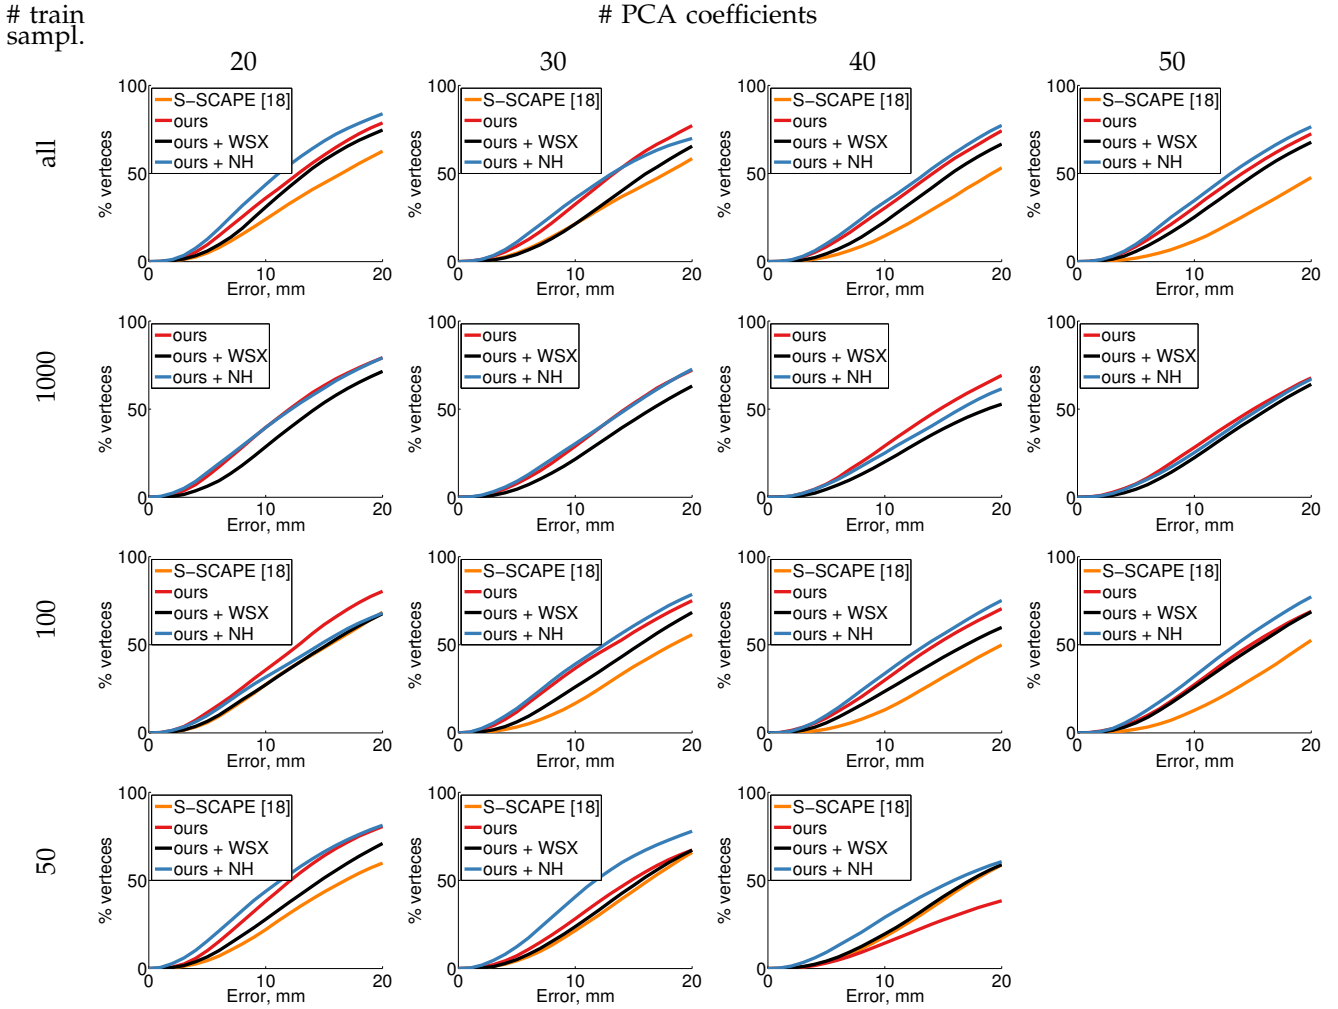 # train
sampl.
# PCA coefficients
20
30
40
50
all
100
50
0
% verteces
S−SCAPE [18]
ours
ours + WSX
ours + NH
0
10
20
Error, mm
100
50
0
% verteces
S−SCAPE [18]
ours
ours + WSX
ours + NH
0
10
20
Error, mm
100
50
0
% verteces
S−SCAPE [18]
ours
ours + WSX
ours + NH
0
10
20
Error, mm
100
50
0
% verteces
S−SCAPE [18]
ours
ours + WSX
ours + NH
0
10
20
Error, mm
1000
100
50
0
% verteces
ours
ours + WSX
ours + NH
0
10
20
Error, mm
100
50
0
% verteces
ours
ours + WSX
ours + NH
0
10
20
Error, mm
100
50
0
% verteces
ours
ours + WSX
ours + NH
0
10
20
Error, mm
100
50
0
% verteces
ours
ours + WSX
ours + NH
0
10
20
Error, mm
100
100
50
0
% verteces
S−SCAPE [18]
ours
ours + WSX
ours + NH
0
10
20
Error, mm
100
50
0
% verteces
S−SCAPE [18]
ours
ours + WSX
ours + NH
0
10
20
Error, mm
100
50
0
% verteces
S−SCAPE [18]
ours
ours + WSX
ours + NH
0
10
20
Error, mm
100
50
0
% verteces
S−SCAPE [18]
ours
ours + WSX
ours + NH
0
10
20
Error, mm
50
100
50
0
% verteces
S−SCAPE [18]
ours
ours + WSX
ours + NH
0
10
20
Error, mm
100
50
0
% verteces
S−SCAPE [18]
ours
ours + WSX
ours + NH
0
10
20
Error, mm
100
50
0
% verteces
S−SCAPE [18]
ours
ours + WSX
ours + NH
0
10
20
Error, mm